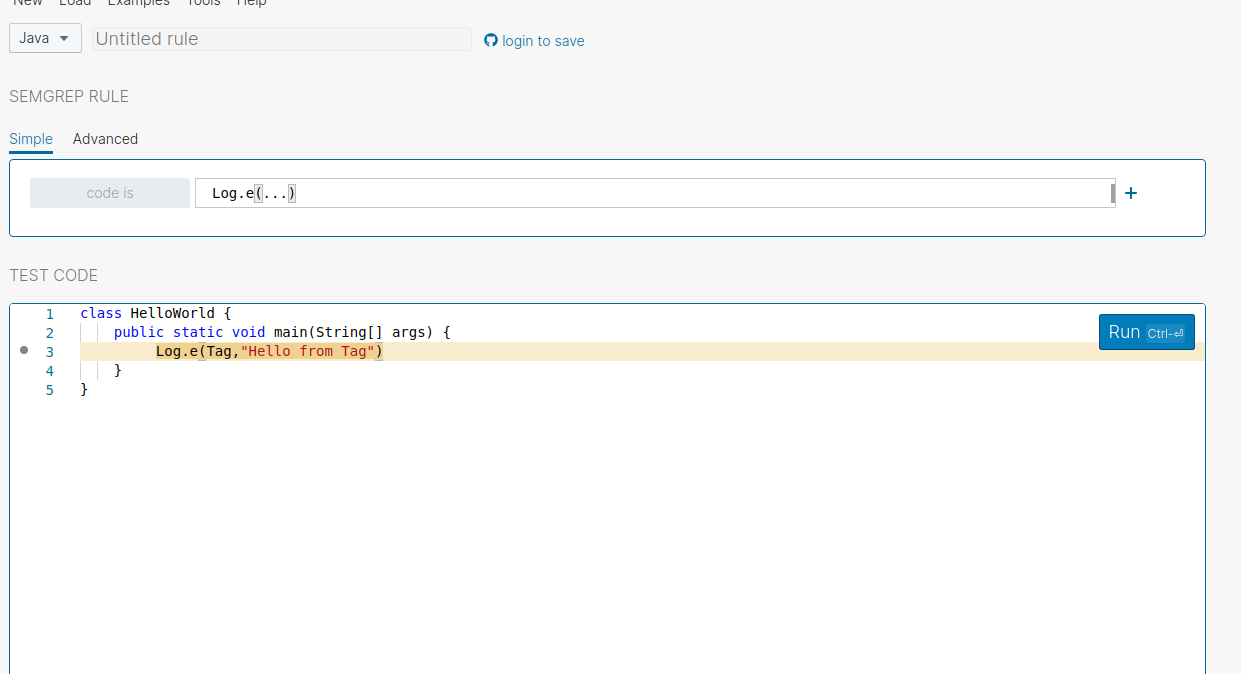 New Load Examples Tools Help
Java Untitled rule login to save
SEMGREP RULE
Simple Advanced
code is Log.e(...) +
TEST CODE
1 class HelloWorld {
2 public static void main(String[] args) {
Run Ctrl-⏎
3 Log.e(Tag,"Hello from Tag")
4 }
5 }